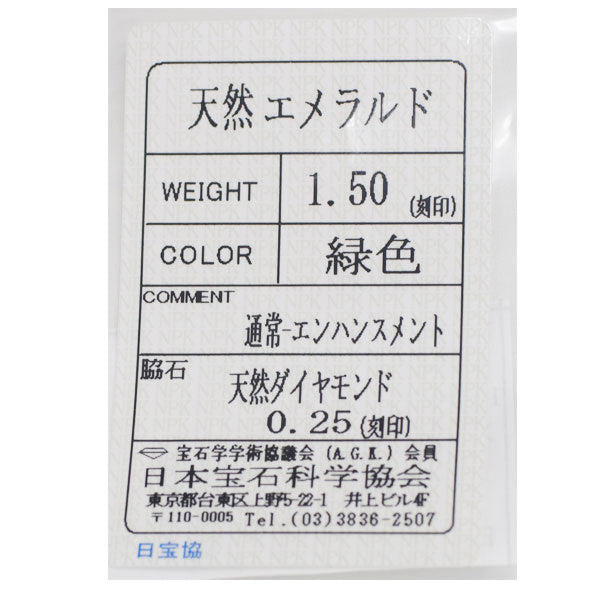 天然エメラルド
WEIGHT 1.50 (刻印)
COLOR 緑色
COMMENT
通常-エンハンスメント
脇石
天然ダイヤモンド
0.25(刻印)
宝石学学術協議会 (A.G.K.) 会員
日本宝石科学協会
東京都台東区上野5-22-1 井上ビル4F
〒110-0005 Tel.(03)3836-2507
日宝協